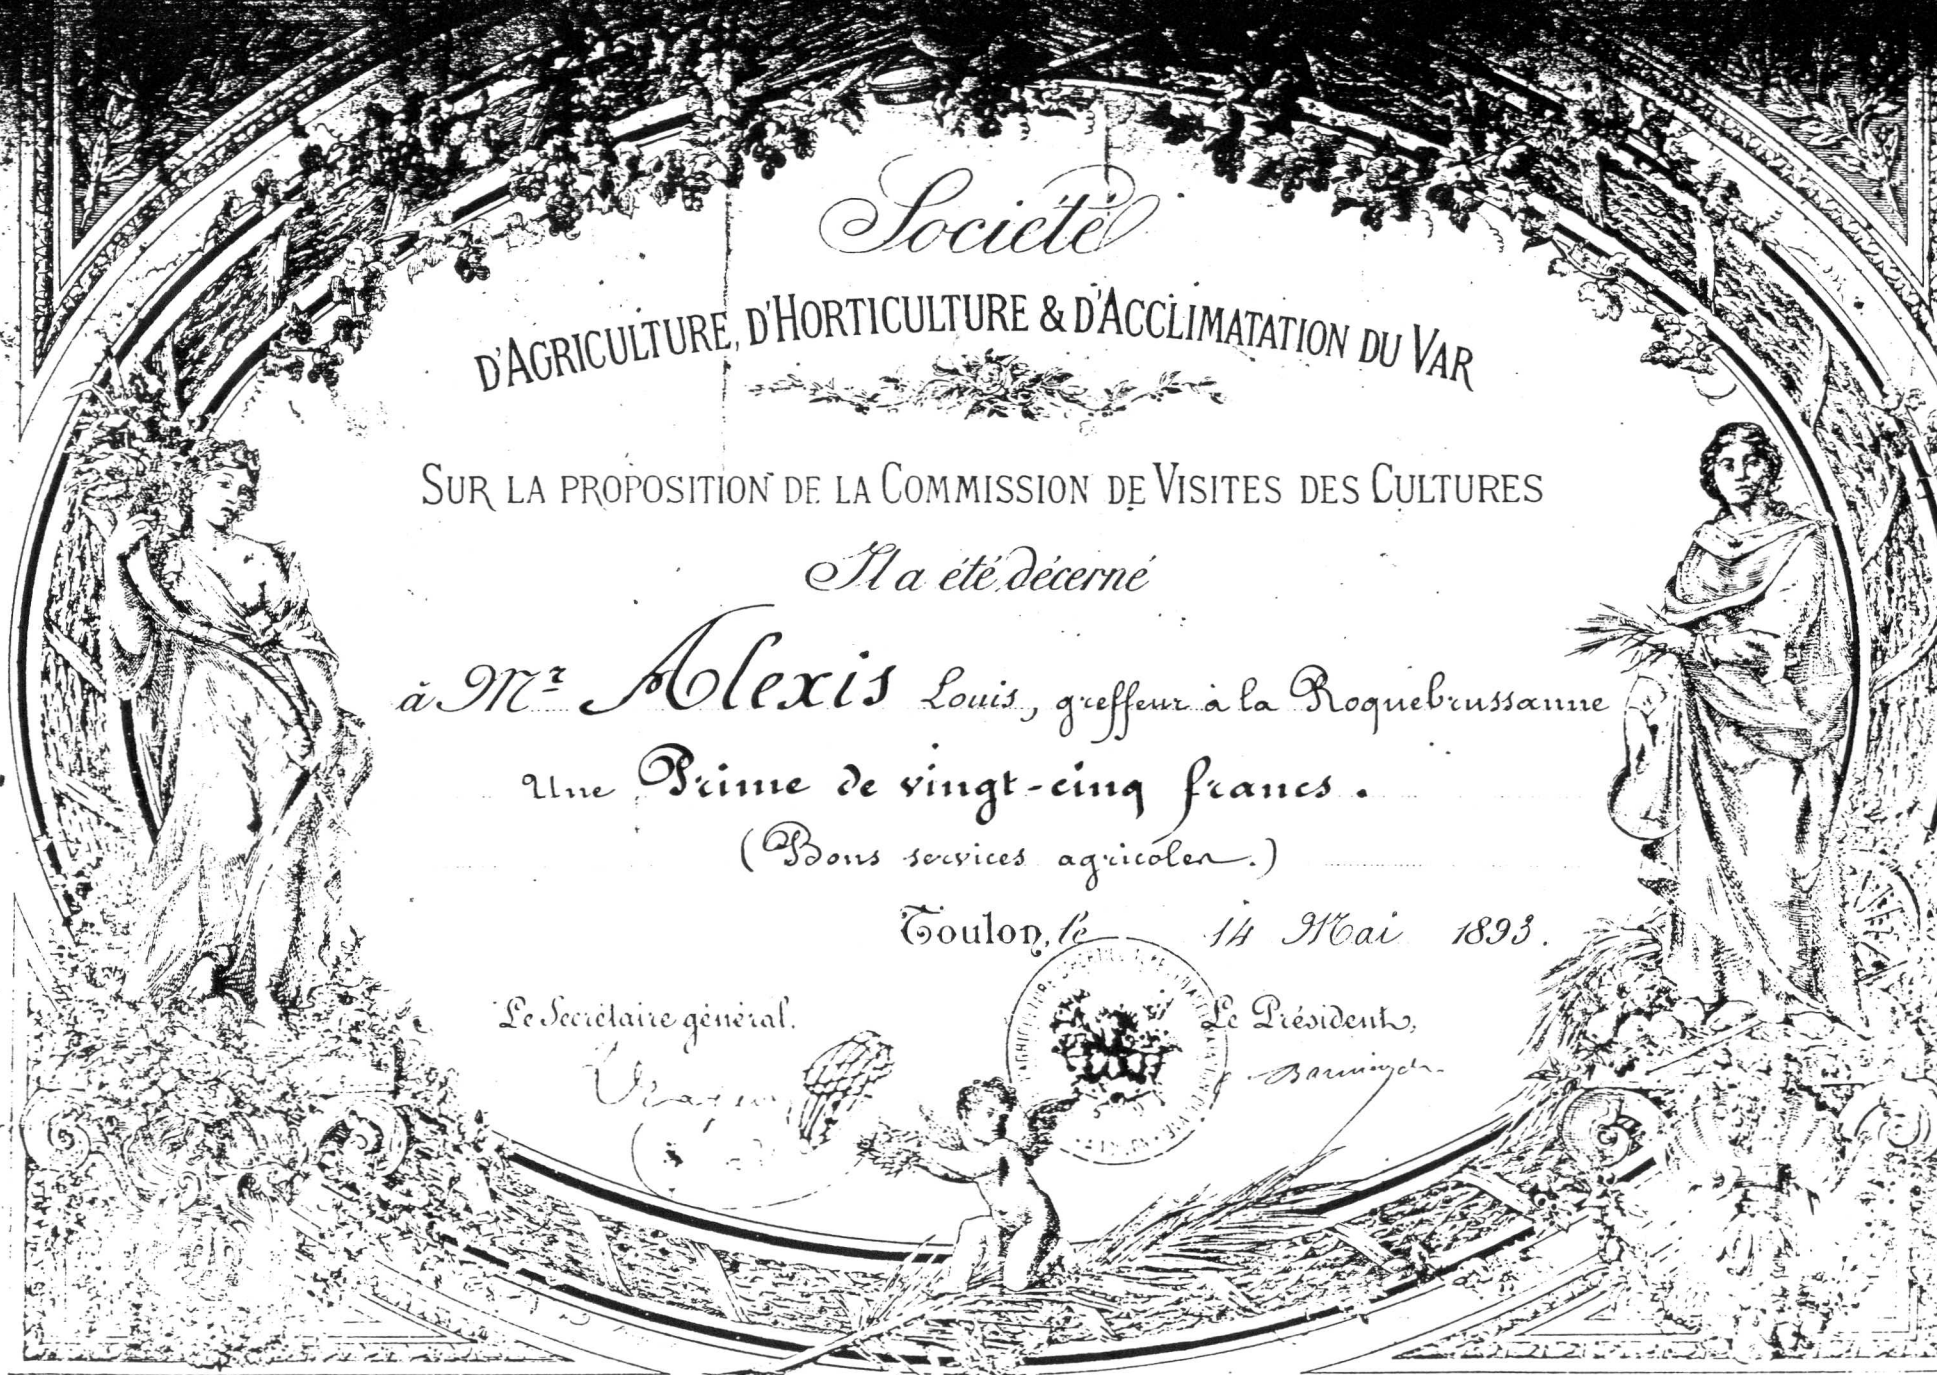 Société
D'AGRICULTURE, D'HORTICULTURE & D'ACCLIMATATION DU VAR
SUR LA PROPOSITION DE LA COMMISSION DE VISITES DES CULTURES
Il a été décerné
à Mr Alexis Louis, greffeur à la Roquebrussanne
Une Prime de vingt-cinq francs.
(Bons services agricoles.)
Toulon, le 14 Mai 1893.
Le Secrétaire général.
Le Président,